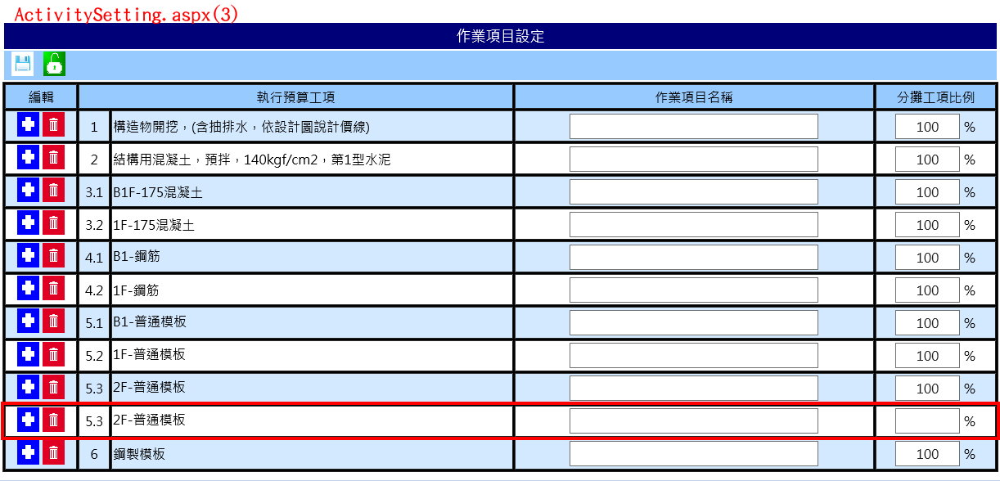 ActivitySetting.aspx(3)
作業項目設定
編輯 執行預算工項 作業項目名稱 分攤工項比例
1 構造物開挖，(含抽排水，依設計圖說計價線) 100 %
2 結構用混凝土，預拌，140kgf/cm2，第1型水泥 100 %
3.1 B1F-175混凝土 100 %
3.2 1F-175混凝土 100 %
4.1 B1-鋼筋 100 %
4.2 1F-鋼筋 100 %
5.1 B1-普通模板 100 %
5.2 1F-普通模板 100 %
5.3 2F-普通模板 100 %
5.3 2F-普通模板 %
6 鋼製模板 100 %